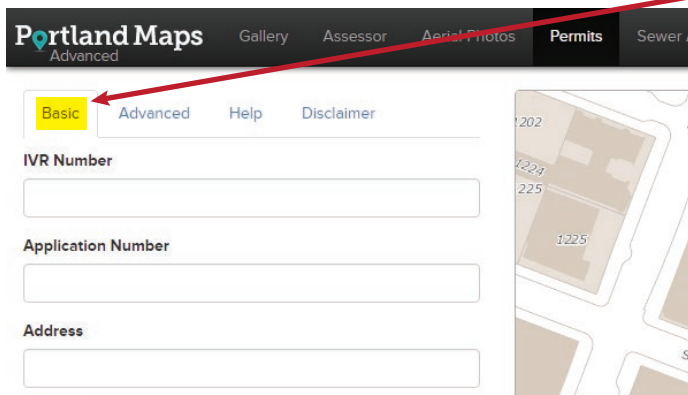 Portland Maps Gallery Assessor Aerial Photos Permits Sewer
Advanced
Basic Advanced Help Disclaimer
IVR Number
Application Number
Address
1202
1224
225
1225
S